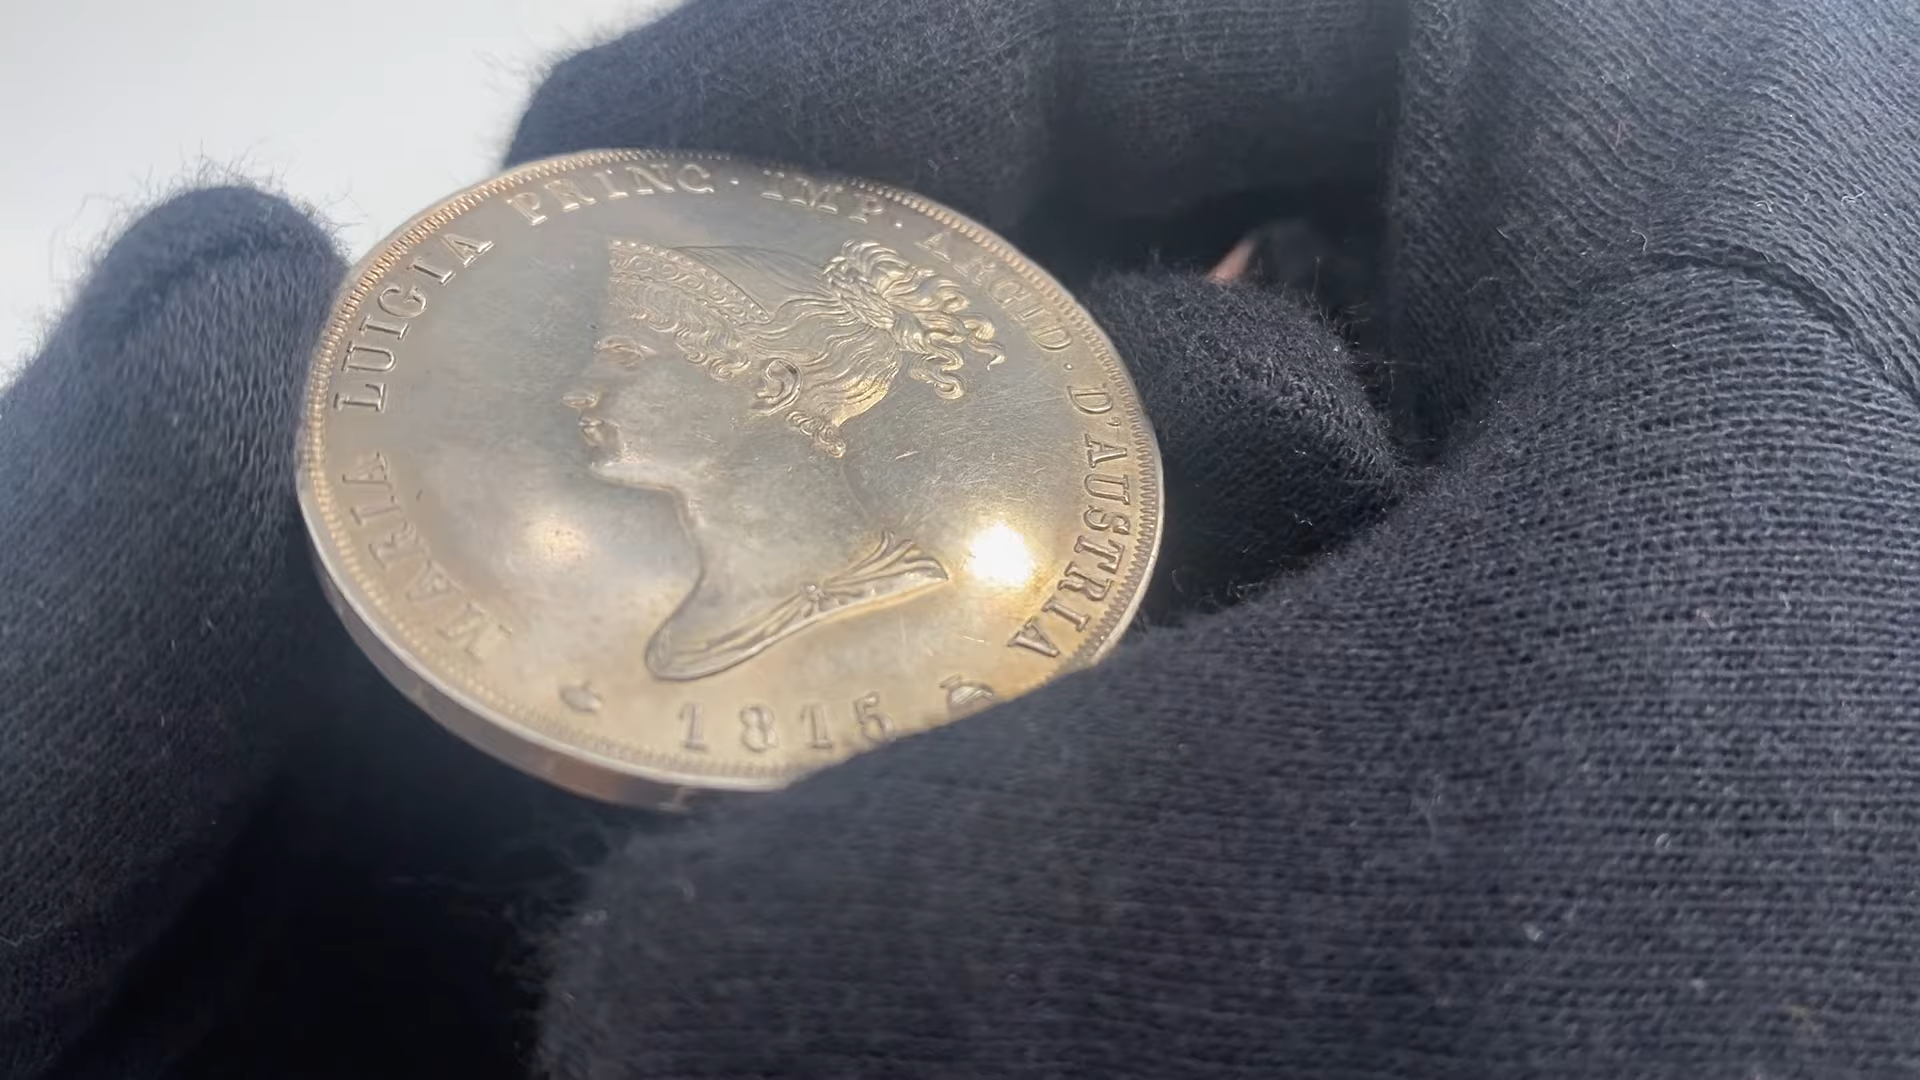 MARIA LUIGIA PRINC · IMP · ARCID · D'AUSTRIA
1815